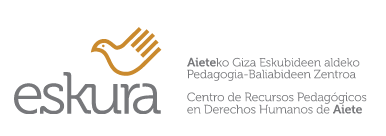 eskura
Aieteko Giza Eskubideen aldeko
Pedagogia-Baliabideen Zentroa
Centro de Recursos Pedagógicos
en Derechos Humanos de Aiete